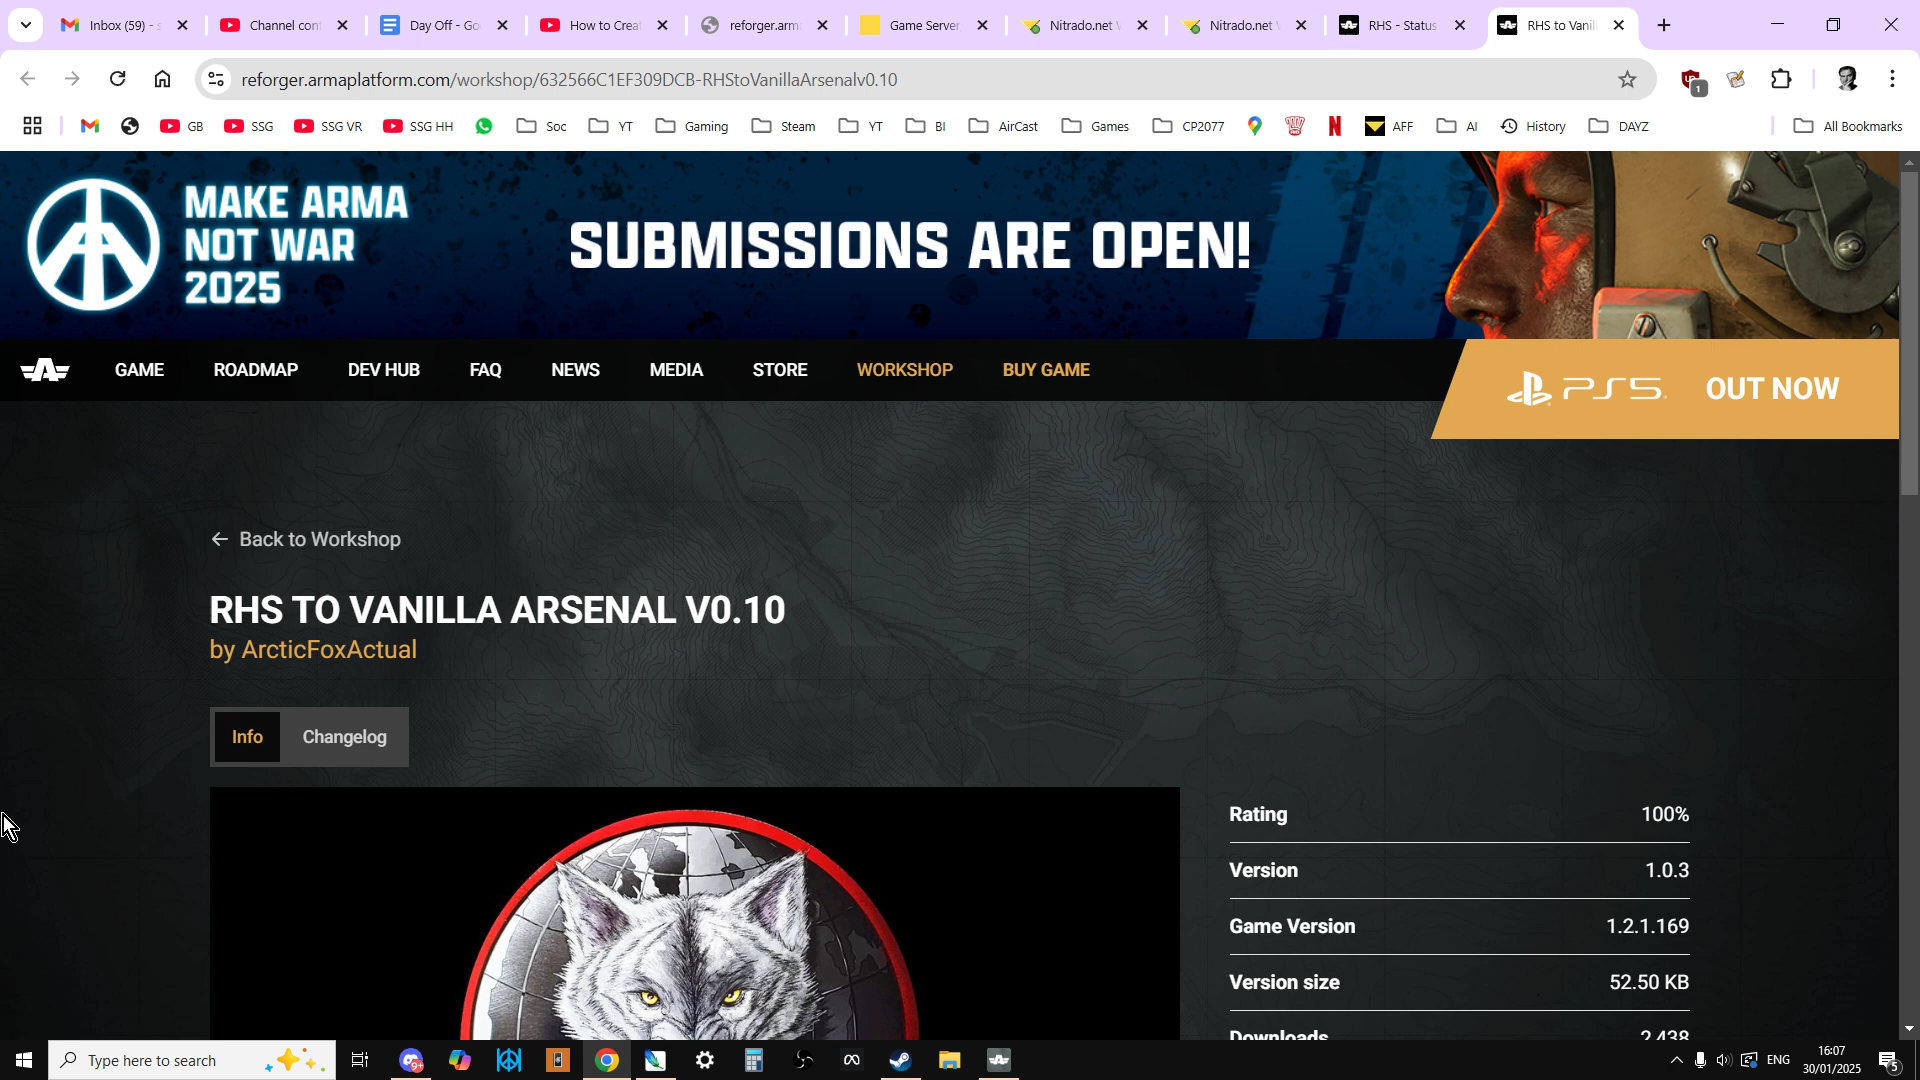 Inbox (59) - s
Channel cont
Day Off - Go
How to Creat
reforger.arm
Game Server
Nitrado.net
Nitrado.net
RHS - Status
RHS to Vanill
reforger.armaplatform.com/workshop/632566C1EF309DCB-RHStoVanillaArsenalv0.10
1
GB
SSG
SSG VR
SSG HH
Soc
YT
Gaming
Steam
YT
BI
AirCast
Games
CP2077
AFF
AI
History
DAYZ
All Bookmarks
MAKE ARMA
NOT WAR
2025
SUBMISSIONS ARE OPEN!
GAME
ROADMAP
DEV HUB
FAQ
NEWS
MEDIA
STORE
WORKSHOP
BUY GAME
PS5
OUT NOW
← Back to Workshop
RHS TO VANILLA ARSENAL V0.10
by ArcticFoxActual
Info
Changelog
Rating 100%
Version 1.0.3
Game Version 1.2.1.169
Version size 52.50 KB
Downloads 2,438
Type here to search
9+
ENG
16:07
30/01/2025
5